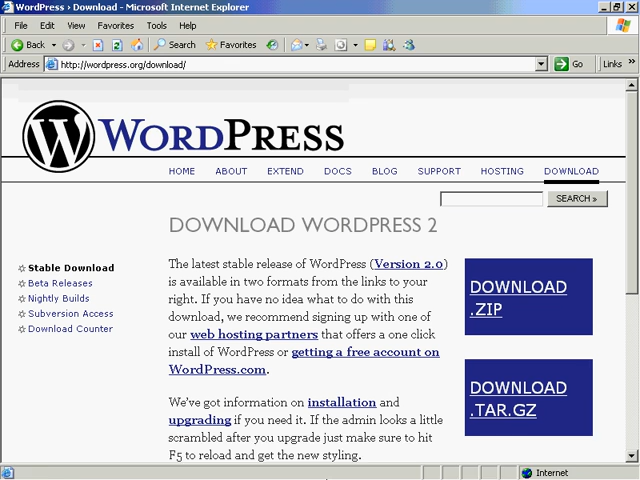 WordPress › Download - Microsoft Internet Explorer
File Edit View Favorites Tools Help
Back Search Favorites
Address http://wordpress.org/download/ Go Links »
W WORDPRESS
HOME ABOUT EXTEND DOCS BLOG SUPPORT HOSTING DOWNLOAD
SEARCH »
DOWNLOAD WORDPRESS 2
Stable Download
Beta Releases
Nightly Builds
Subversion Access
Download Counter
The latest stable release of WordPress (Version 2.0)
is available in two formats from the links to your
right. If you have no idea what to do with this
download, we recommend signing up with one of
our web hosting partners that offers a one click
install of WordPress or getting a free account on
WordPress.com.
We've got information on installation and
upgrading if you need it. If the admin looks a little
scrambled after you upgrade just make sure to hit
F5 to reload and get the new styling.
DOWNLOAD
.ZIP
DOWNLOAD
.TAR.GZ
Internet